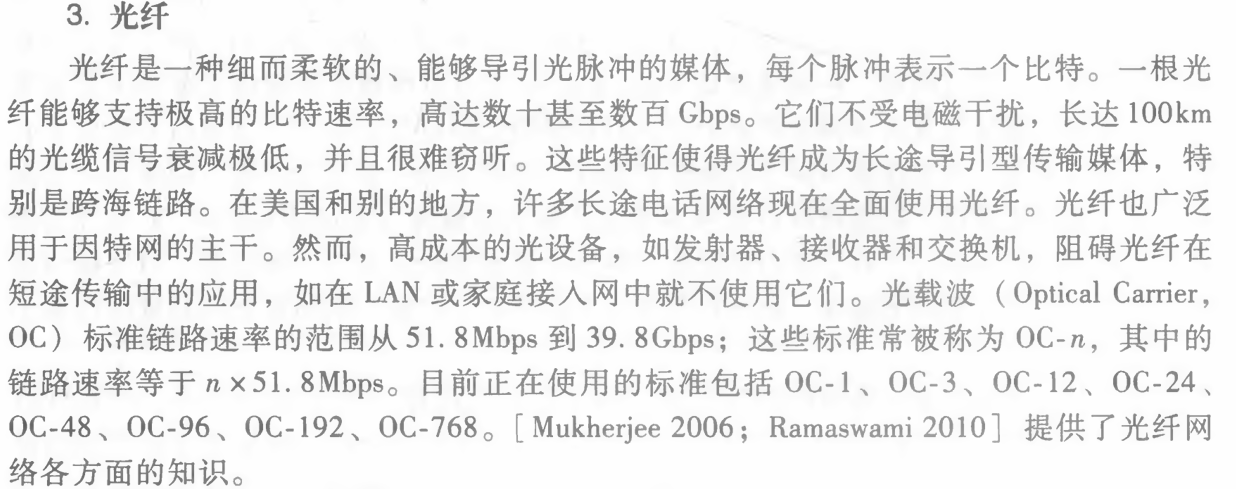 3. 光纤
光纤是一种细而柔软的、能够导引光脉冲的媒体，每个脉冲表示一个比特。一根光
纤能够支持极高的比特速率，高达数十甚至数百 Gbps。它们不受电磁干扰，长达 100km
的光缆信号衰减极低，并且很难窃听。这些特征使得光纤成为长途导引型传输媒体，特
别是跨海链路。在美国和别的地方，许多长途电话网络现在全面使用光纤。光纤也广泛
用于因特网的主干。然而，高成本的光设备，如发射器、接收器和交换机，阻碍光纤在
短途传输中的应用，如在 LAN 或家庭接入网中就不使用它们。光载波（Optical Carrier，
OC）标准链路速率的范围从 51.8Mbps 到 39.8Gbps；这些标准常被称为 OC-n，其中的
链路速率等于 n×51.8Mbps。目前正在使用的标准包括 OC-1、OC-3、OC-12、OC-24、
OC-48、OC-96、OC-192、OC-768。[Mukherjee 2006；Ramaswami 2010] 提供了光纤网
络各方面的知识。